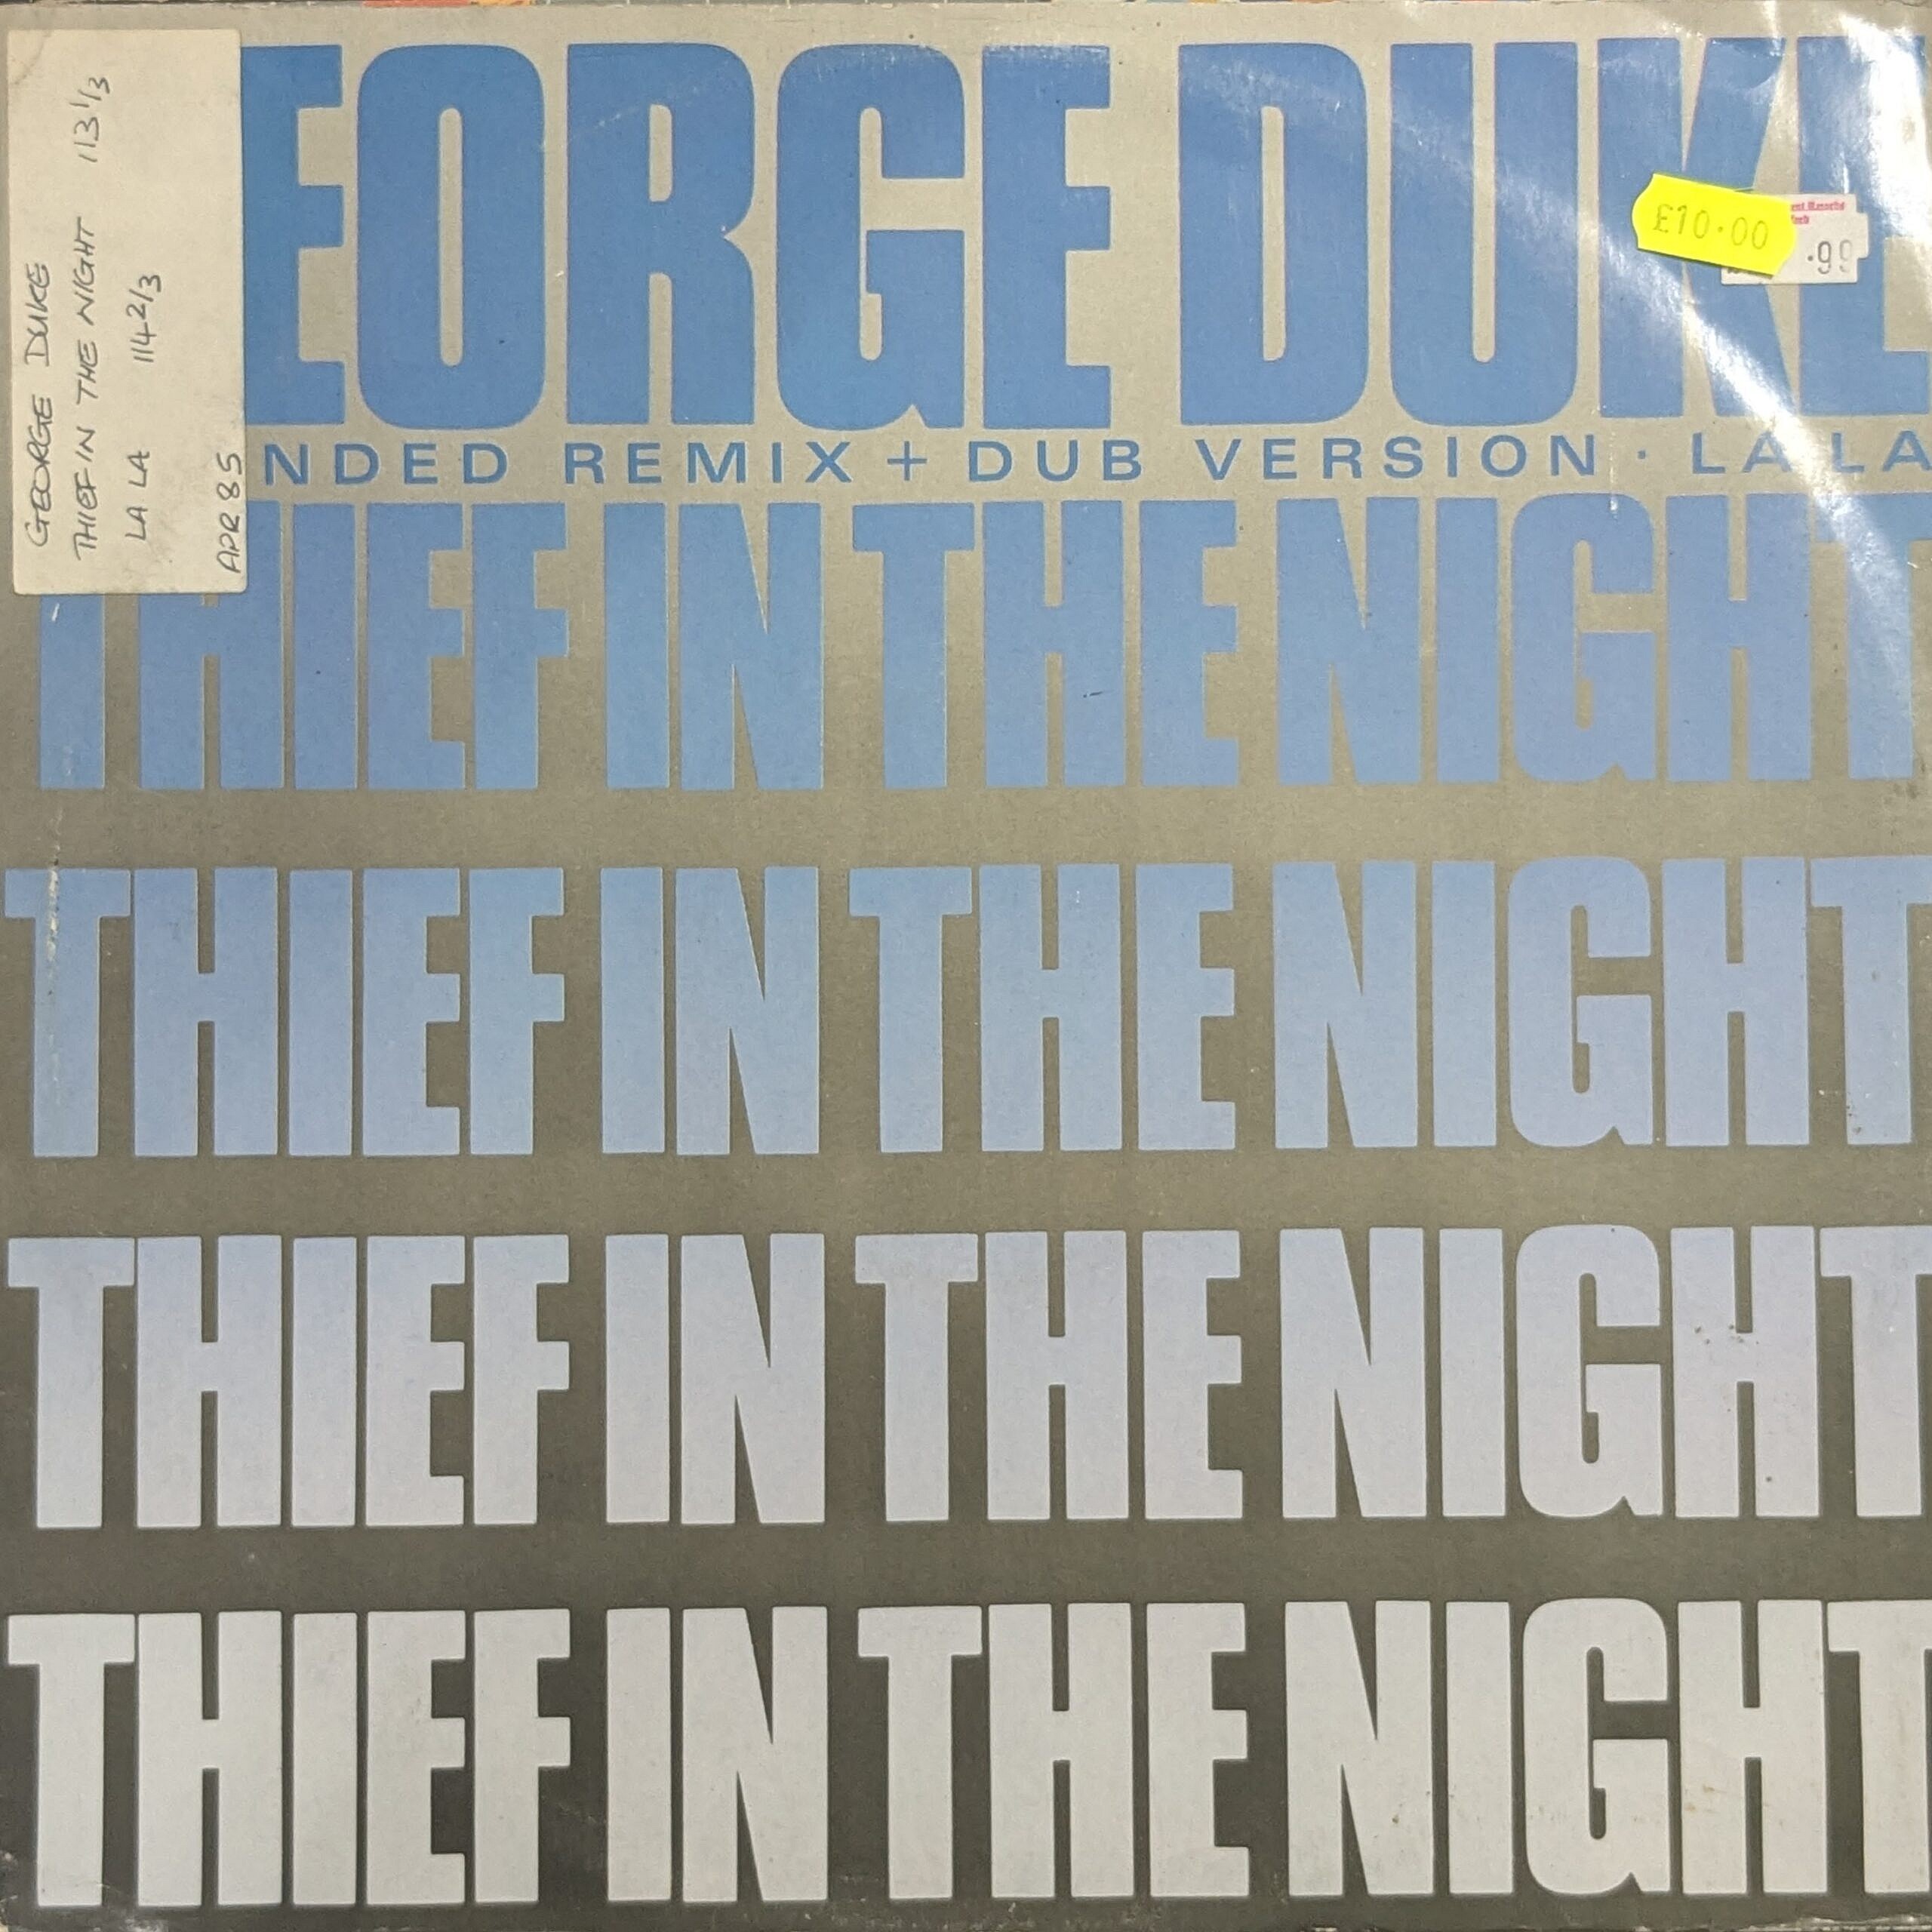 GEORGE DUKE
THIEF IN THE NIGHT 113 1/3
LA LA 114 2/3
APR 85
EORGE DUKE
NDED REMIX + DUB VERSION · LA LA
£10.00
.99
THIEF IN THE NIGHT
THIEF IN THE NIGHT
THIEF IN THE NIGHT
THIEF IN THE NIGHT